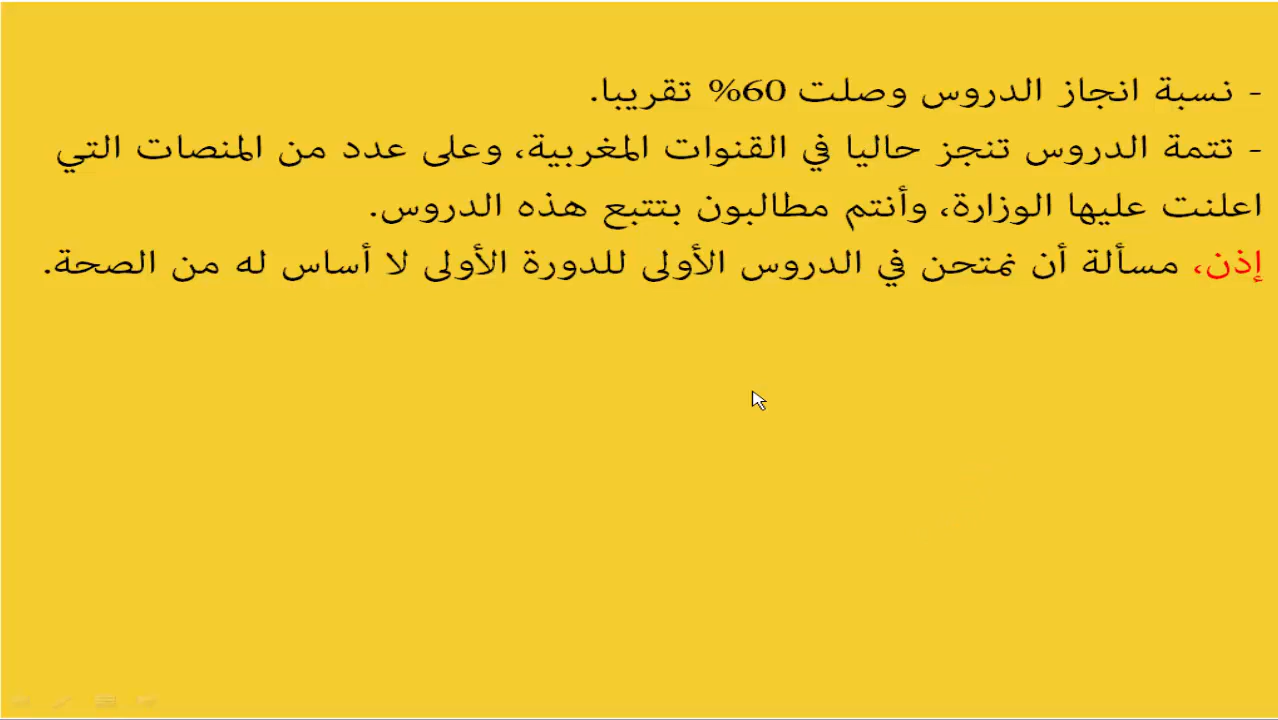 - نسبة انجاز الدروس وصلت 60% تقريبا.
- تتمة الدروس تنجز حاليا في القنوات المغربية، وعلى عدد من المنصات التي
اعلنت عليها الوزارة، وأنتم مطالبون بتتبع هذه الدروس.
إذن، مسألة أن نمتحن في الدروس الأولى للدورة الأولى لا أساس له من الصحة.